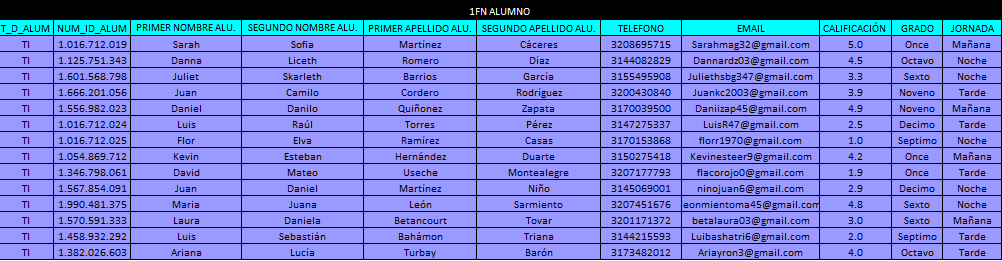 1FN ALUMNO
T_D_ALUM NUM_ID_ALUM PRIMER NOMBRE ALU. SEGUNDO NOMBRE ALU. PRIMER APELLIDO ALU. SEGUNDO APELLIDO ALU. TELEFONO EMAIL CALIFICACIÓN GRADO JORNADA
TI 1.016.712.019 Sarah Sofia Martínez Cáceres 3208695715 Sarahmag32@gmail.com 5.0 Once Mañana
TI 1.125.751.343 Danna Liceth Romero Díaz 3144082829 Dannardz03@gmail.com 4.5 Octavo Noche
TI 1.601.568.798 Juliet Skarleth Barrios García 3155495908 Juliethsbg347@gmail.com 3.3 Sexto Noche
TI 1.666.201.056 Juan Camilo Cordero Rodríguez 3200430840 Juankc2003@gmail.com 3.9 Noveno Tarde
TI 1.556.982.023 Daniel Danilo Quiñonez Zapata 3170039500 Daniizap45@gmail.com 4.9 Noveno Mañana
TI 1.016.712.024 Luis Raúl Torres Pérez 3147275337 LuisR47@gmail.com 2.5 Decimo Tarde
TI 1.016.712.025 Flor Elva Ramírez Casas 3170153868 florr1970@gmail.com 1.0 Septimo Noche
TI 1.054.869.712 Kevin Esteban Hernández Duarte 3150275418 Kevinesteer9@gmail.com 4.2 Once Mañana
TI 1.346.798.061 David Mateo Useche Montealegre 3207177793 flacorojo0@gmail.com 1.9 Once Tarde
TI 1.567.854.091 Juan Daniel Martínez Niño 3145069001 ninojuan6@gmail.com 2.9 Decimo Noche
TI 1.990.481.375 Maria Juana León Sarmiento 3207451676 eonmientoma45@gmail.com 4.8 Sexto Noche
TI 1.570.591.333 Laura Daniela Betancourt Tovar 3201171372 betalaura03@gmail.com 3.0 Sexto Mañana
TI 1.458.932.292 Luis Sebastián Bahámon Triana 3144215593 Luibashatri6@gmail.com 2.0 Septimo Tarde
TI 1.382.026.603 Ariana Lucía Turbay Barón 3173482012 Ariayron3@gmail.com 4.0 Octavo Tarde